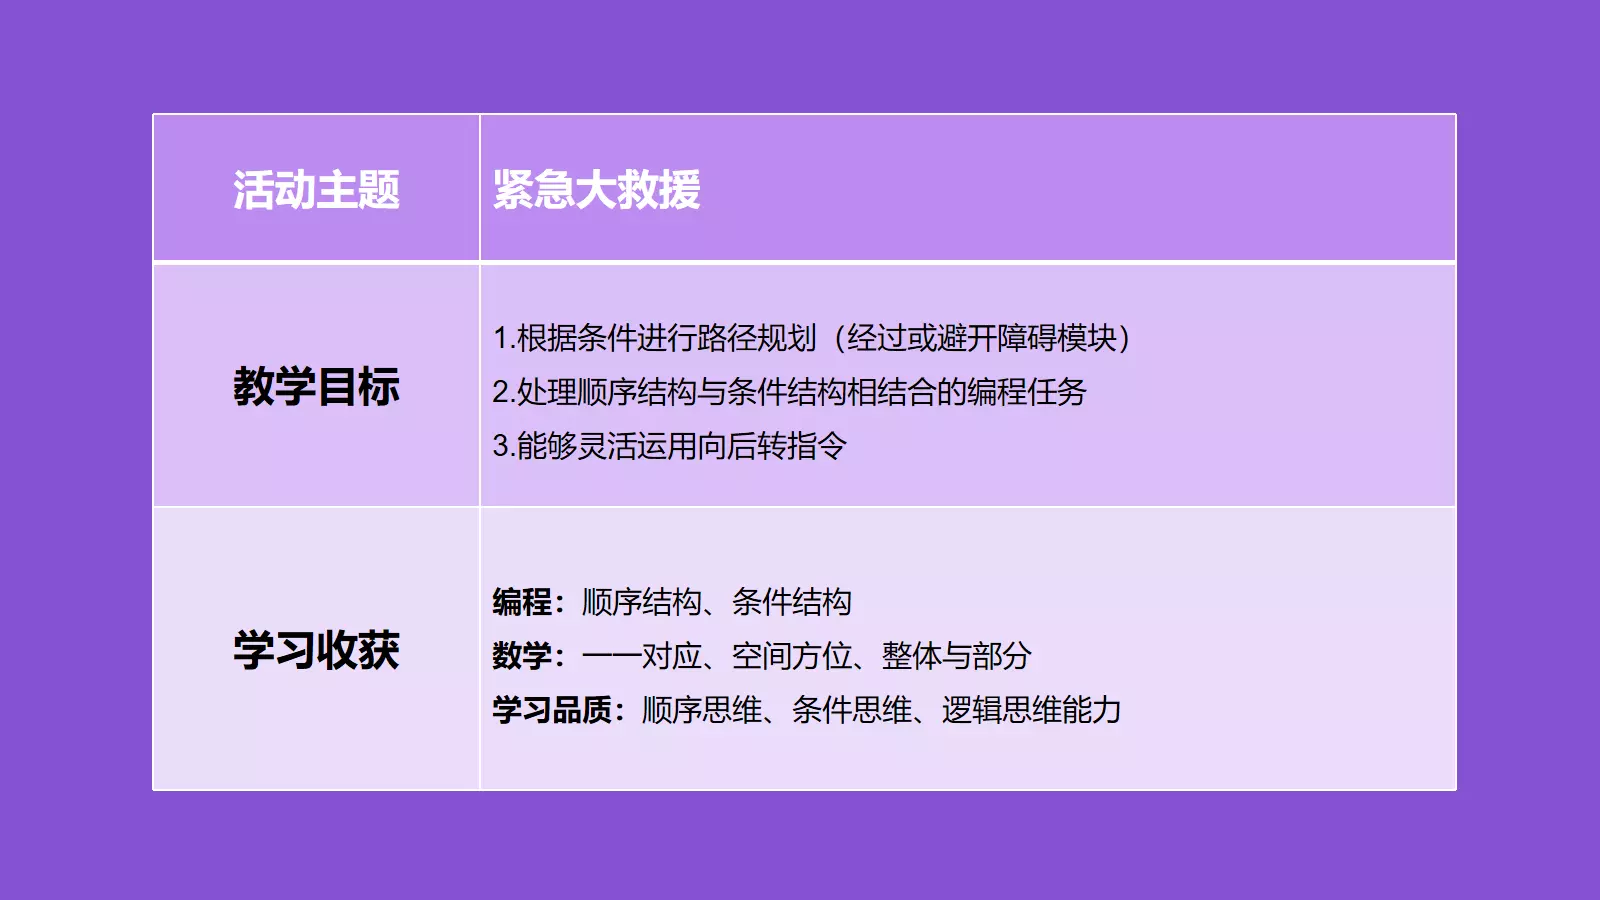 活动主题
紧急大救援
教学目标
1.根据条件进行路径规划（经过或避开障碍模块）
2.处理顺序结构与条件结构相结合的编程任务
3.能够灵活运用向后转指令
学习收获
编程：顺序结构、条件结构
数学：一一对应、空间方位、整体与部分
学习品质：顺序思维、条件思维、逻辑思维能力